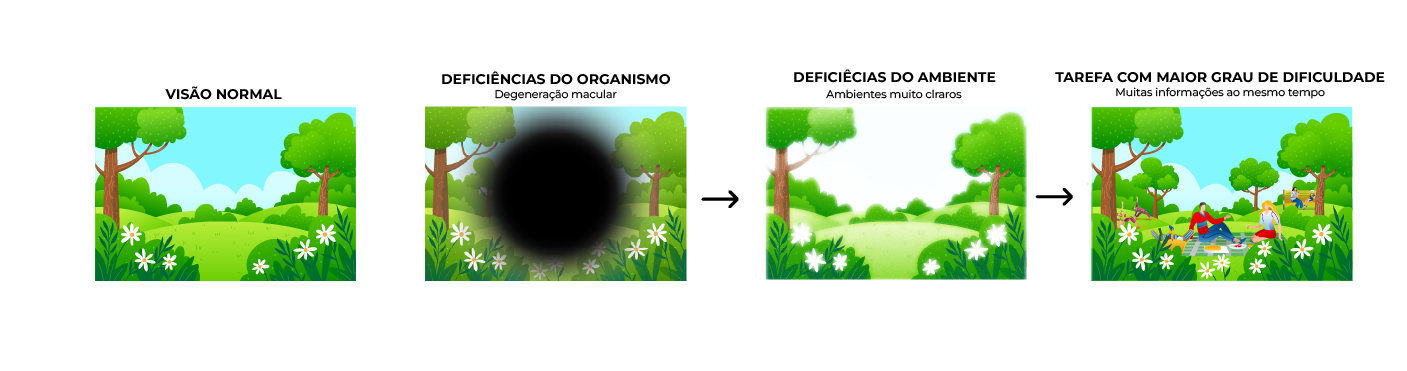 VISÃO NORMAL
DEFICIÊNCIAS DO ORGANISMO
Degeneração macular
DEFICIÊCIAS DO AMBIENTE
Ambientes muito clraros
TAREFA COM MAIOR GRAU DE DIFICULDADE
Muitas informações ao mesmo tempo